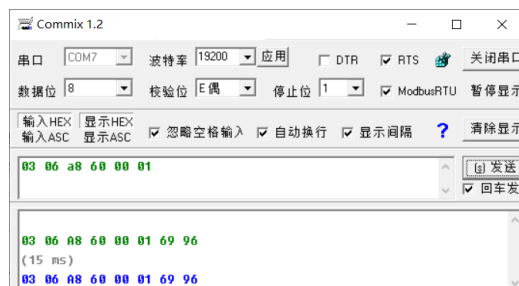 Commix 1.2
串口 COM7 波特率 19200 应用 DTR RTS 关闭串口
数据位 8 校验位 E 偶 停止位 1 ModbusRTU 暂停显示
输入HEX 显示HEX
输入ASC 显示ASC 忽略空格输入 自动换行 显示间隔 ? 清除显示
03 06 a8 60 00 01
[g] 发送
回车发
03 06 A8 60 00 01 69 96
(15 ms)
03 06 A8 60 00 01 69 96